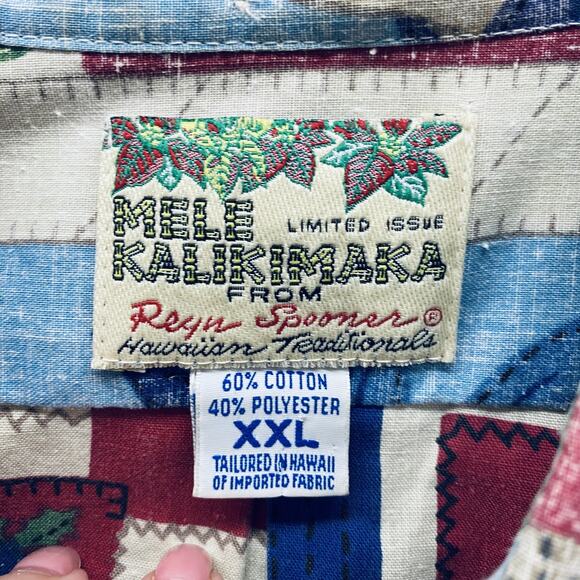 MELE LIMITED ISSUE
KALIKIMAKA
FROM
Reyn Spooner®
Hawaiian Traditionals
60% COTTON
40% POLYESTER
XXL
TAILORED IN HAWAII
OF IMPORTED FABRIC